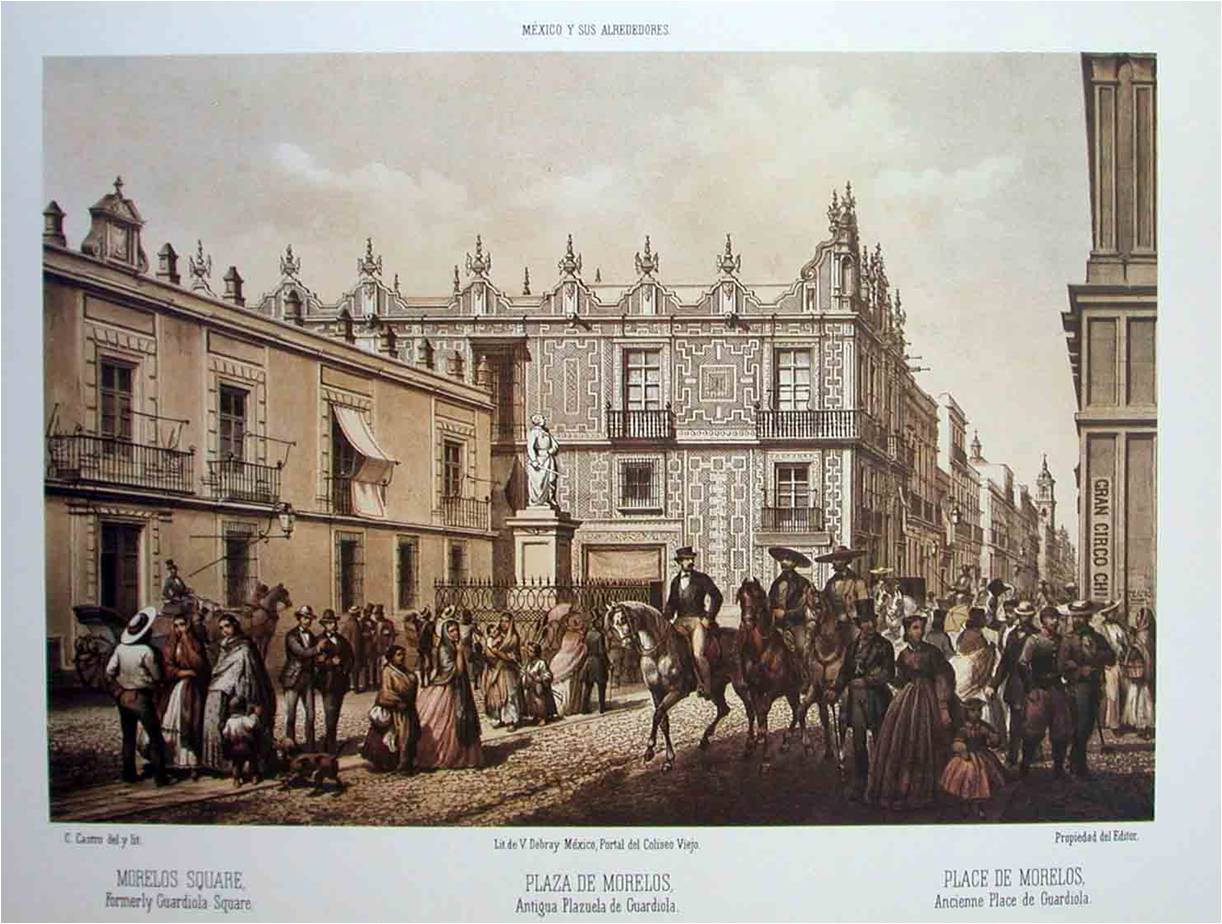 MÉXICO Y SUS ALREDEDORES.
GRAN CIRCO CHI
C. Castro del y lit.
Lit. de V. Debray México, Portal del Coliseo Viejo.
Propiedad del Editor.
MORELOS SQUARE,
Formerly Guardiola Square.
PLAZA DE MORELOS,
Antigua Plazuela de Guardiola.
PLACE DE MORELOS,
Ancienne Place de Guardiola.